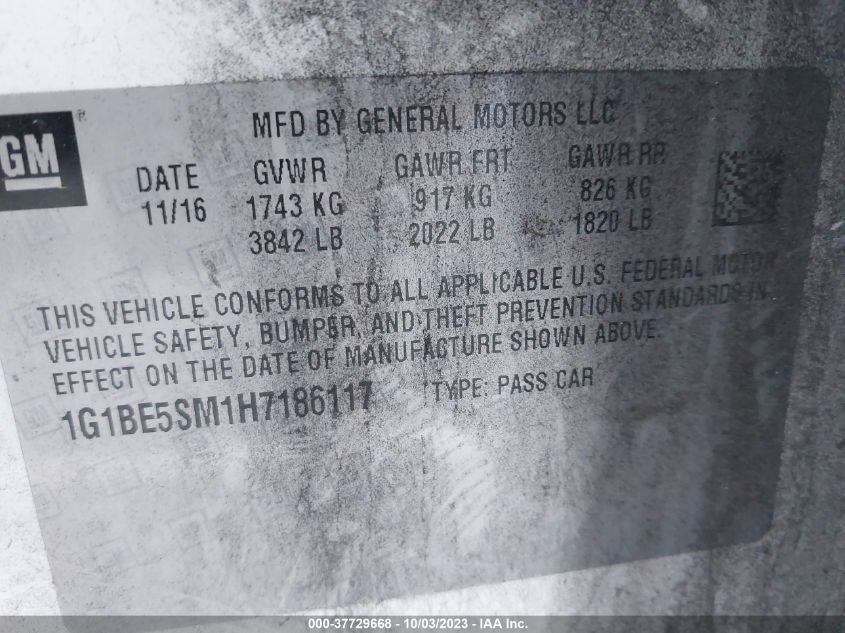 GM
MFD BY GENERAL MOTORS LLC
DATE GVWR GAWR FRT GAWR RR
11/16 1743 KG 917 KG 826 KG
3842 LB 2022 LB 1820 LB
THIS VEHICLE CONFORMS TO ALL APPLICABLE U.S. FEDERAL MOTOR
VEHICLE SAFETY, BUMPER, AND THEFT PREVENTION STANDARDS IN
EFFECT ON THE DATE OF MANUFACTURE SHOWN ABOVE.
1G1BE5SM1H7186117 TYPE: PASS CAR
000-37729668 - 10/03/2023 - IAA Inc.